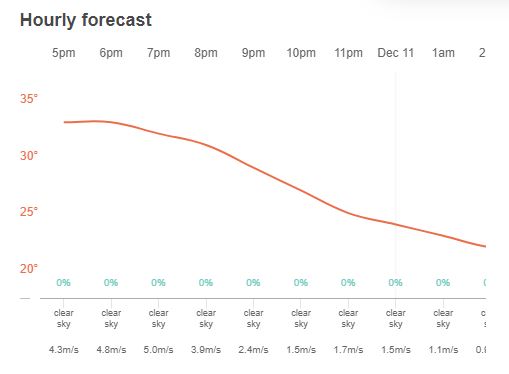 Hourly forecast
5pm 6pm 7pm 8pm 9pm 10pm 11pm Dec 11 1am 2
35°
30°
25°
20°
0% 0% 0% 0% 0% 0% 0% 0% 0%
clear clear clear clear clear clear clear clear clear
sky sky sky sky sky sky sky sky sky
4.3m/s 4.8m/s 5.0m/s 3.9m/s 2.4m/s 1.5m/s 1.7m/s 1.5m/s 1.1m/s